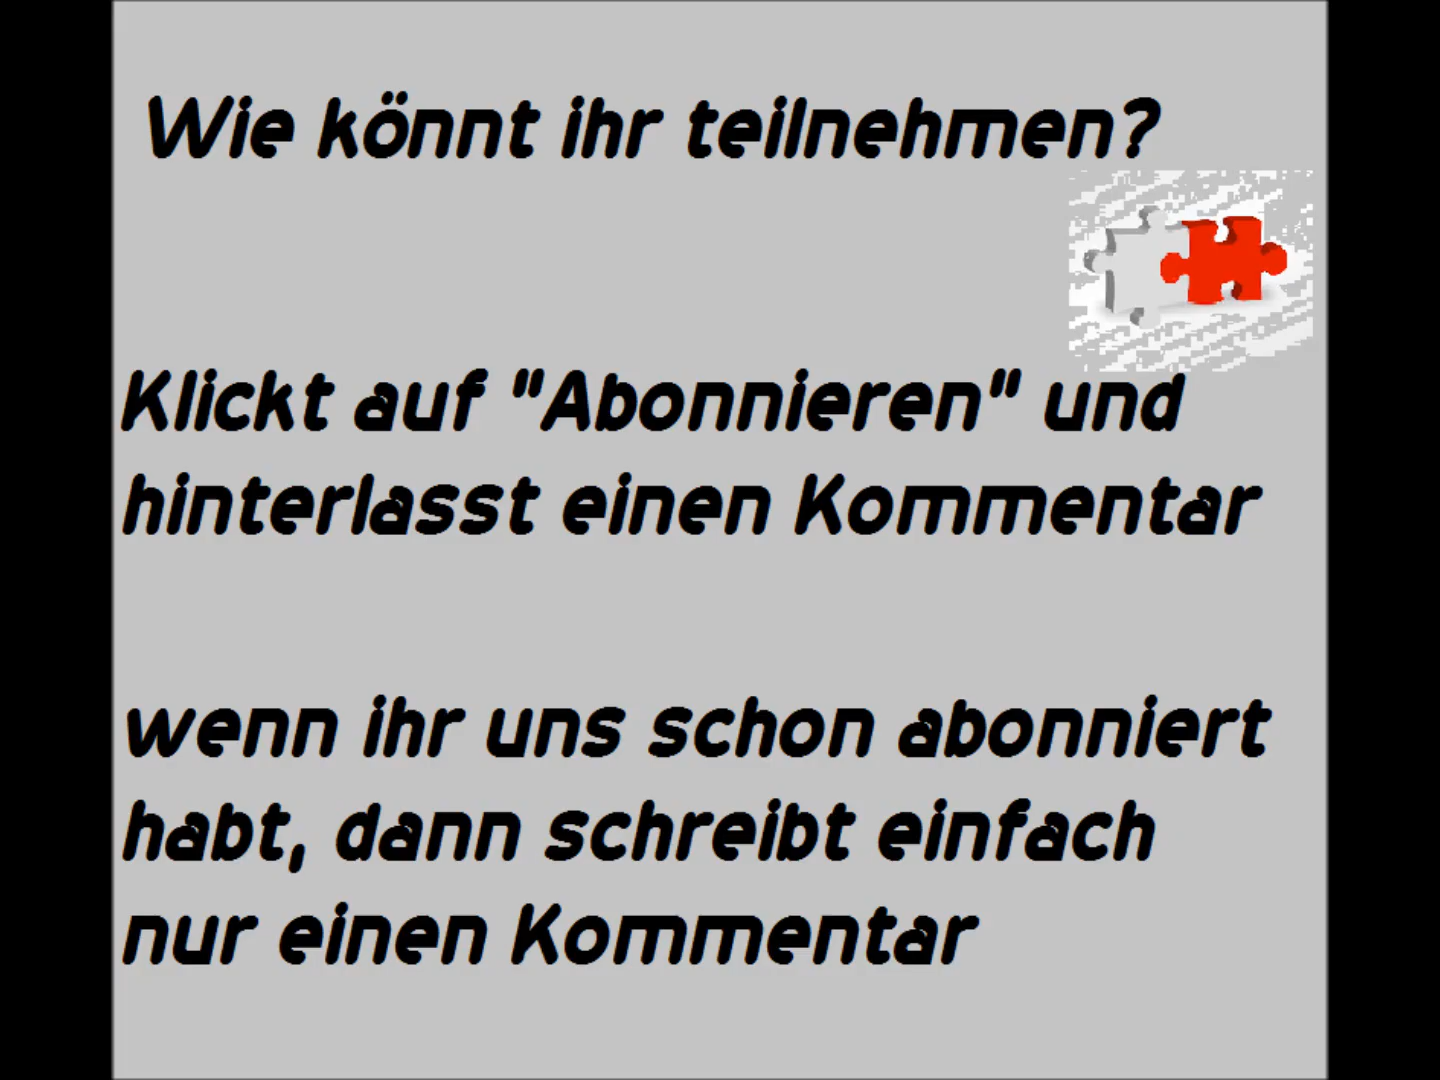 Wie könnt ihr teilnehmen?
Klickt auf "Abonnieren" und
hinterlasst einen Kommentar
wenn ihr uns schon abonniert
habt, dann schreibt einfach
nur einen Kommentar